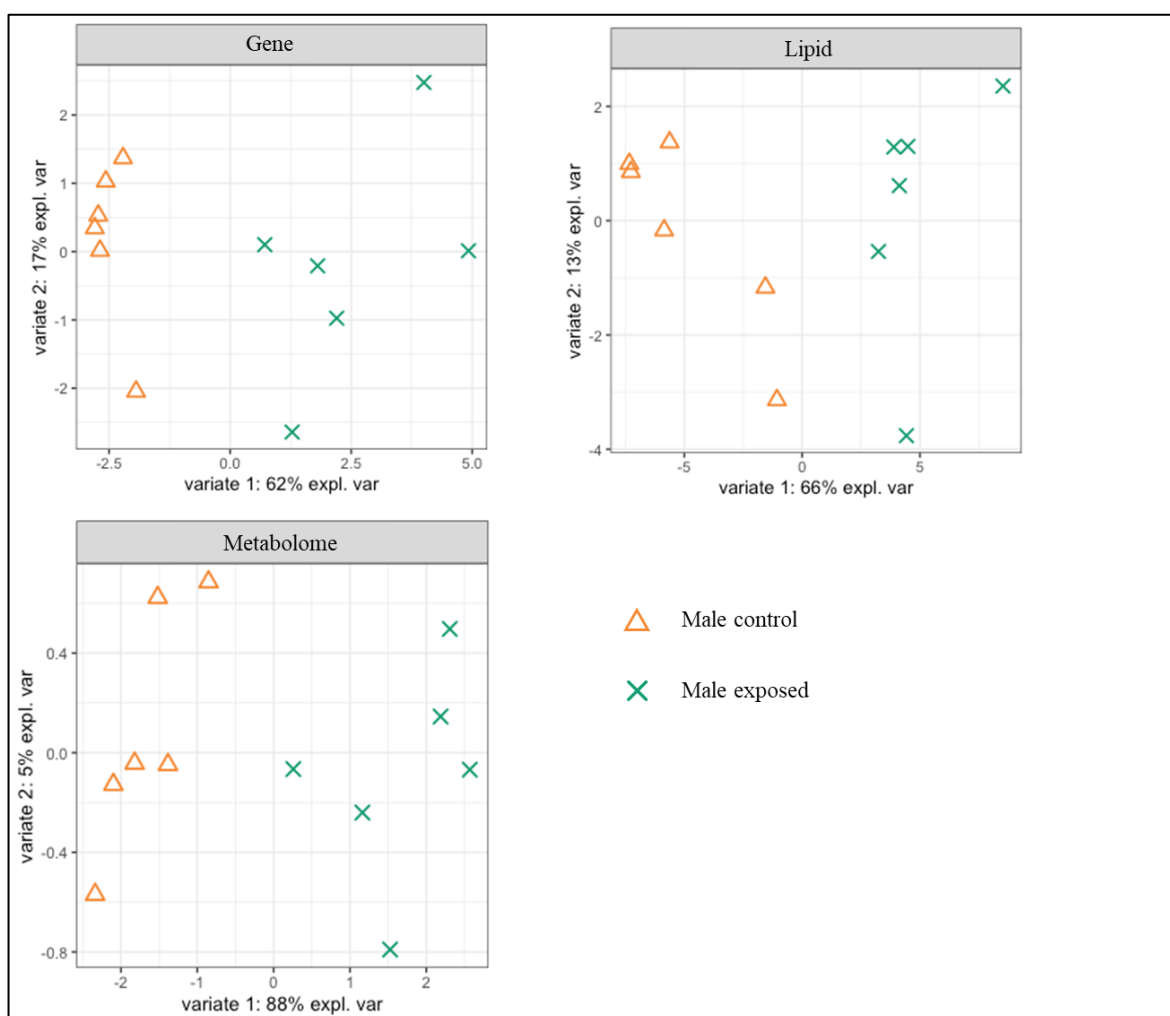 Gene
2
1
0
-1
-2
variate 2: 17% expl. var
-2.5 0.0 2.5 5.0
variate 1: 62% expl. var
Lipid
2
0
-2
-4
variate 2: 13% expl. var
-5 0 5
variate 1: 66% expl. var
Metabolome
0.4
0.0
-0.4
-0.8
variate 2: 5% expl. var
-2 -1 0 1 2
variate 1: 88% expl. var
Male control
Male exposed